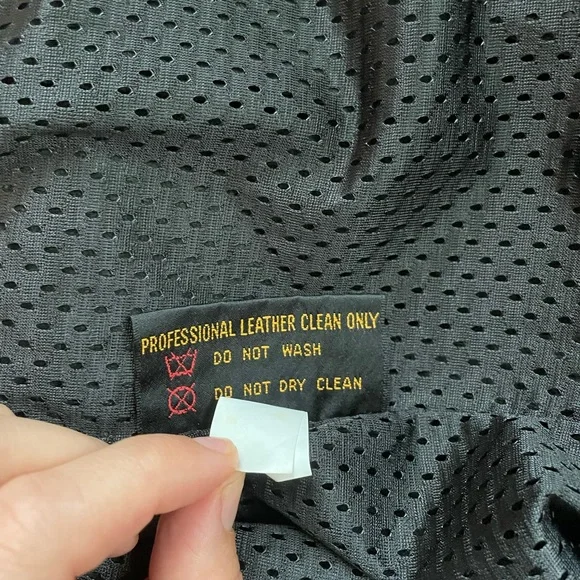 PROFESSIONAL LEATHER CLEAN ONLY
DO NOT WASH
DO NOT DRY CLEAN